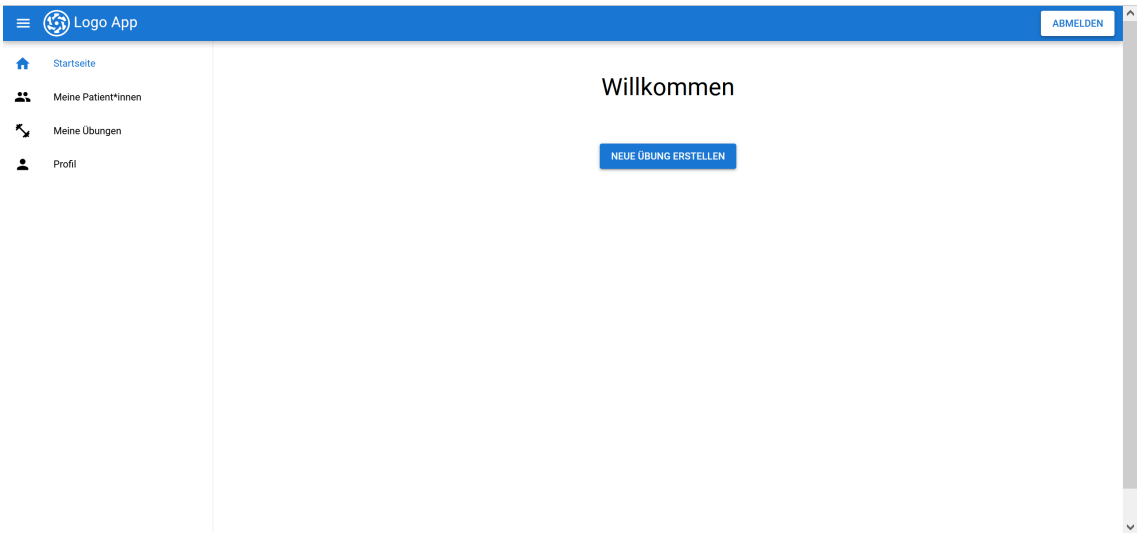 Logo App
ABMELDEN
Startseite
Meine Patient*innen
Meine Übungen
Profil
Willkommen
NEUE ÜBUNG ERSTELLEN